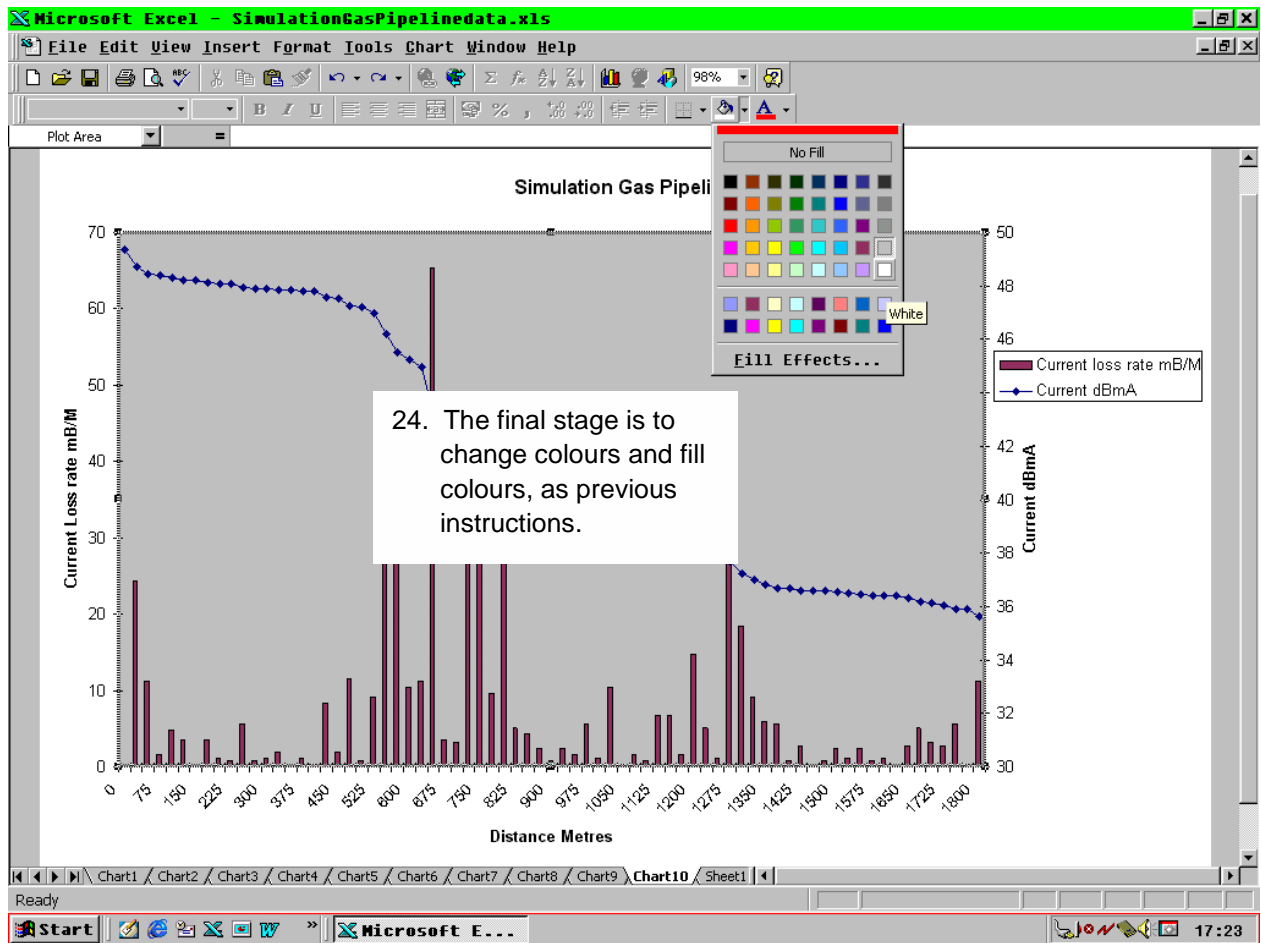 Microsoft Excel - SimulationGasPipelinedata.xls
File Edit View Insert Format Tools Chart Window Help
98%
B I U % ,
Plot Area =
No Fill
White
Fill Effects...
Simulation Gas Pipeli
70
60
50
40
30
20
10
0
Current Loss rate mB/M
50
48
46
42
40
38
36
34
32
30
Current dBmA
Current loss rate mB/M
Current dBmA
24. The final stage is to
change colours and fill
colours, as previous
instructions.
0 75 150 225 300 375 450 525 600 675 750 825 900 975 1050 1125 1200 1275 1350 1425 1500 1575 1650 1725 1800
Distance Metres
Chart1 Chart2 Chart3 Chart4 Chart5 Chart6 Chart7 Chart8 Chart9 Chart10 Sheet1
Ready
Start Microsoft E... 17:23